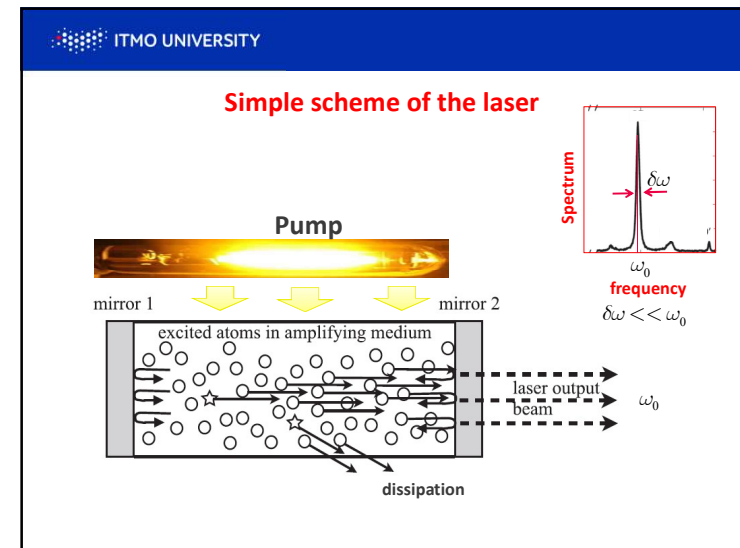 ITMO UNIVERSITY
Simple scheme of the laser
Spectrum
δω
ω₀
frequency
δω << ω₀
Pump
mirror 1
mirror 2
excited atoms in amplifying medium
laser output
beam
ω₀
dissipation